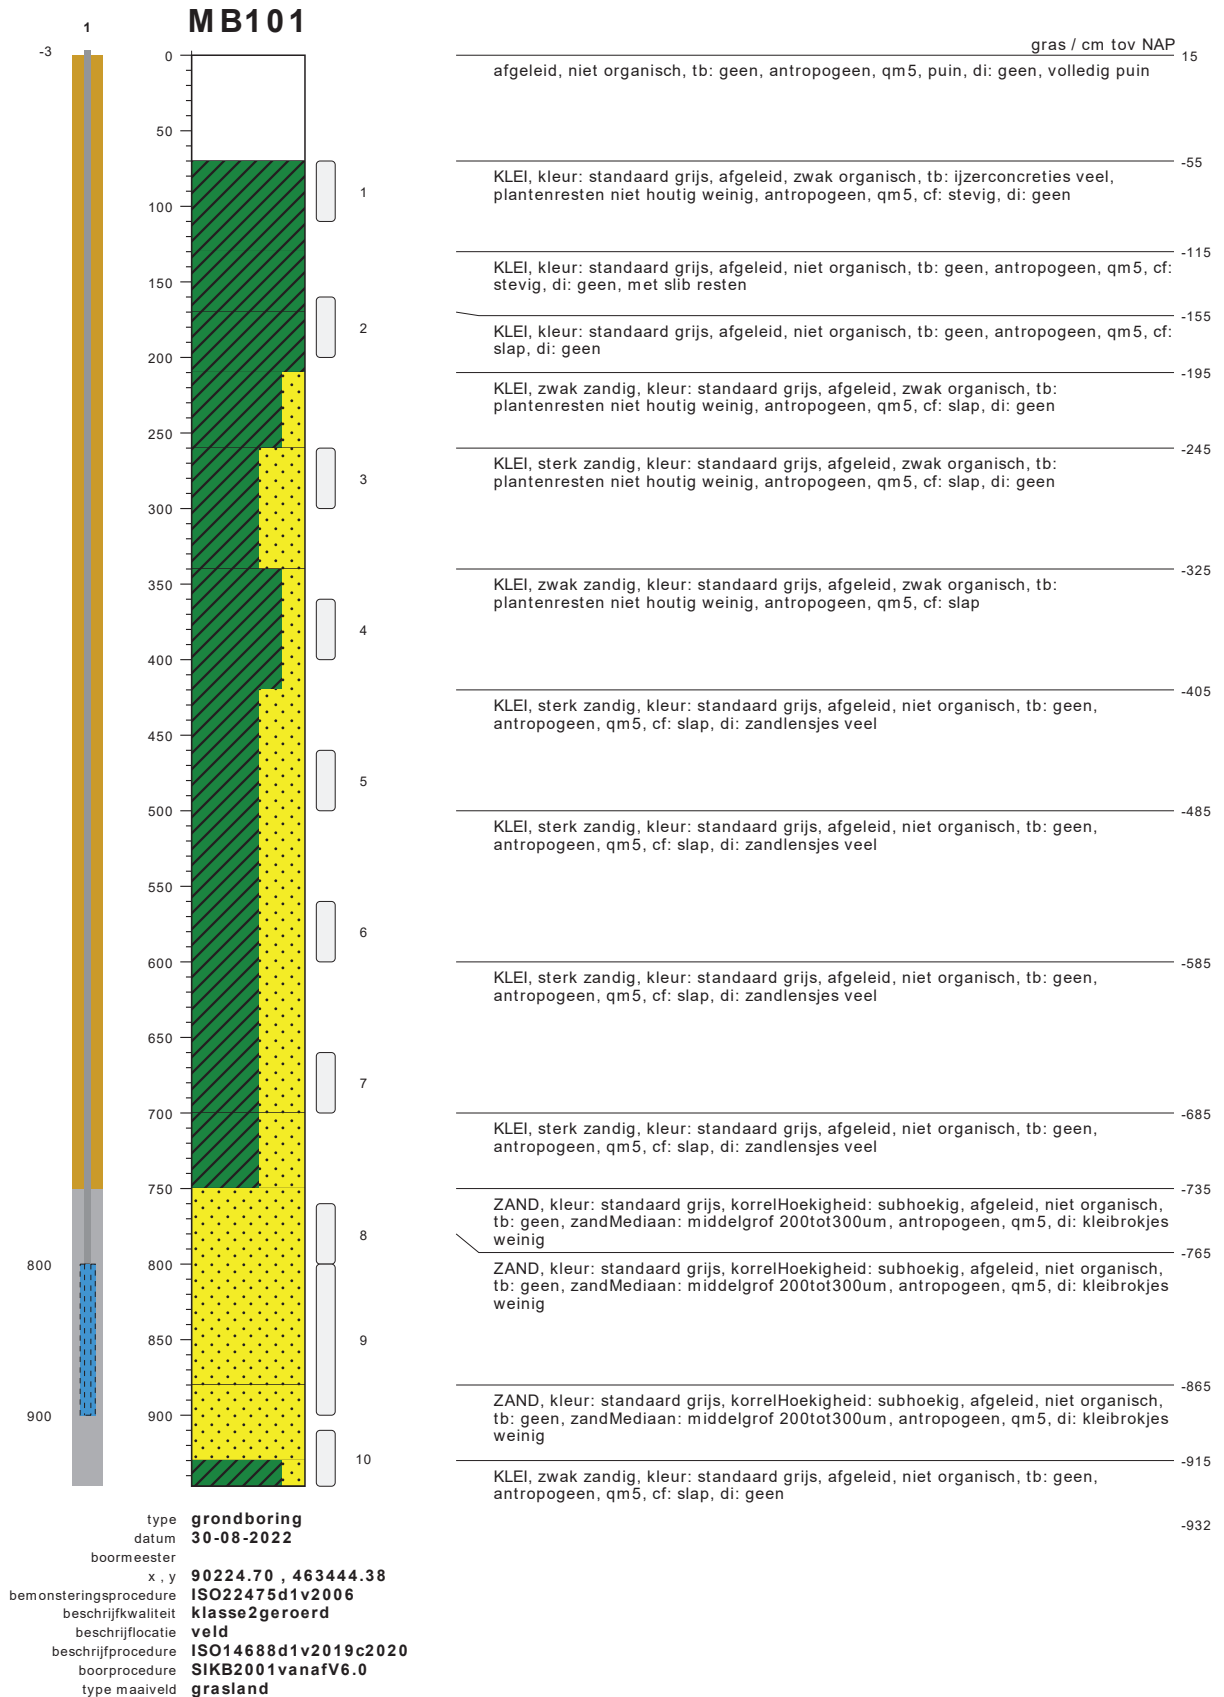 MB101
1
-3
gras / cm tov NAP
0
15
afgeleid, niet organisch, tb: geen, antropogeen, qm5, puin, di: geen, volledig puin
50
-55
KLEI, kleur: standaard grijs, afgeleid, zwak organisch, tb: ijzerconcreties veel,
plantenresten niet houtig weinig, antropogeen, qm5, cf: stevig, di: geen
1
100
-115
KLEI, kleur: standaard grijs, afgeleid, niet organisch, tb: geen, antropogeen, qm5, cf:
stevig, di: geen, met slib resten
150
-155
2
KLEI, kleur: standaard grijs, afgeleid, niet organisch, tb: geen, antropogeen, qm5, cf:
slap, di: geen
200
-195
KLEI, zwak zandig, kleur: standaard grijs, afgeleid, zwak organisch, tb:
plantenresten niet houtig weinig, antropogeen, qm5, cf: slap, di: geen
250
-245
KLEI, sterk zandig, kleur: standaard grijs, afgeleid, zwak organisch, tb:
plantenresten niet houtig weinig, antropogeen, qm5, cf: slap, di: geen
3
300
-325
350
KLEI, zwak zandig, kleur: standaard grijs, afgeleid, zwak organisch, tb:
plantenresten niet houtig weinig, antropogeen, qm5, cf: slap
4
400
-405
KLEI, sterk zandig, kleur: standaard grijs, afgeleid, niet organisch, tb: geen,
antropogeen, qm5, cf: slap, di: zandlensjes veel
450
5
500
-485
KLEI, sterk zandig, kleur: standaard grijs, afgeleid, niet organisch, tb: geen,
antropogeen, qm5, cf: slap, di: zandlensjes veel
550
6
600
-585
KLEI, sterk zandig, kleur: standaard grijs, afgeleid, niet organisch, tb: geen,
antropogeen, qm5, cf: slap, di: zandlensjes veel
650
7
700
-685
KLEI, sterk zandig, kleur: standaard grijs, afgeleid, niet organisch, tb: geen,
antropogeen, qm5, cf: slap, di: zandlensjes veel
750
-735
ZAND, kleur: standaard grijs, korrelHoekigheid: subhoekig, afgeleid, niet organisch,
tb: geen, zandMediaan: middelgrof 200tot300um, antropogeen, qm5, di: kleibrokjes
weinig
8
-765
800
800
ZAND, kleur: standaard grijs, korrelHoekigheid: subhoekig, afgeleid, niet organisch,
tb: geen, zandMediaan: middelgrof 200tot300um, antropogeen, qm5, di: kleibrokjes
weinig
850
9
-865
ZAND, kleur: standaard grijs, korrelHoekigheid: subhoekig, afgeleid, niet organisch,
tb: geen, zandMediaan: middelgrof 200tot300um, antropogeen, qm5, di: kleibrokjes
weinig
900
900
10
-915
KLEI, zwak zandig, kleur: standaard grijs, afgeleid, niet organisch, tb: geen,
antropogeen, qm5, cf: slap, di: geen
-932
type grondboring
datum 30-08-2022
boormeester
x , y 90224.70 , 463444.38
bemonsteringsprocedure ISO22475d1v2006
beschrijfkwaliteit klasse2geroerd
beschrijflocatie veld
beschrijfprocedure ISO14688d1v2019c2020
boorprocedure SIKB2001vanafV6.0
type maaiveld grasland